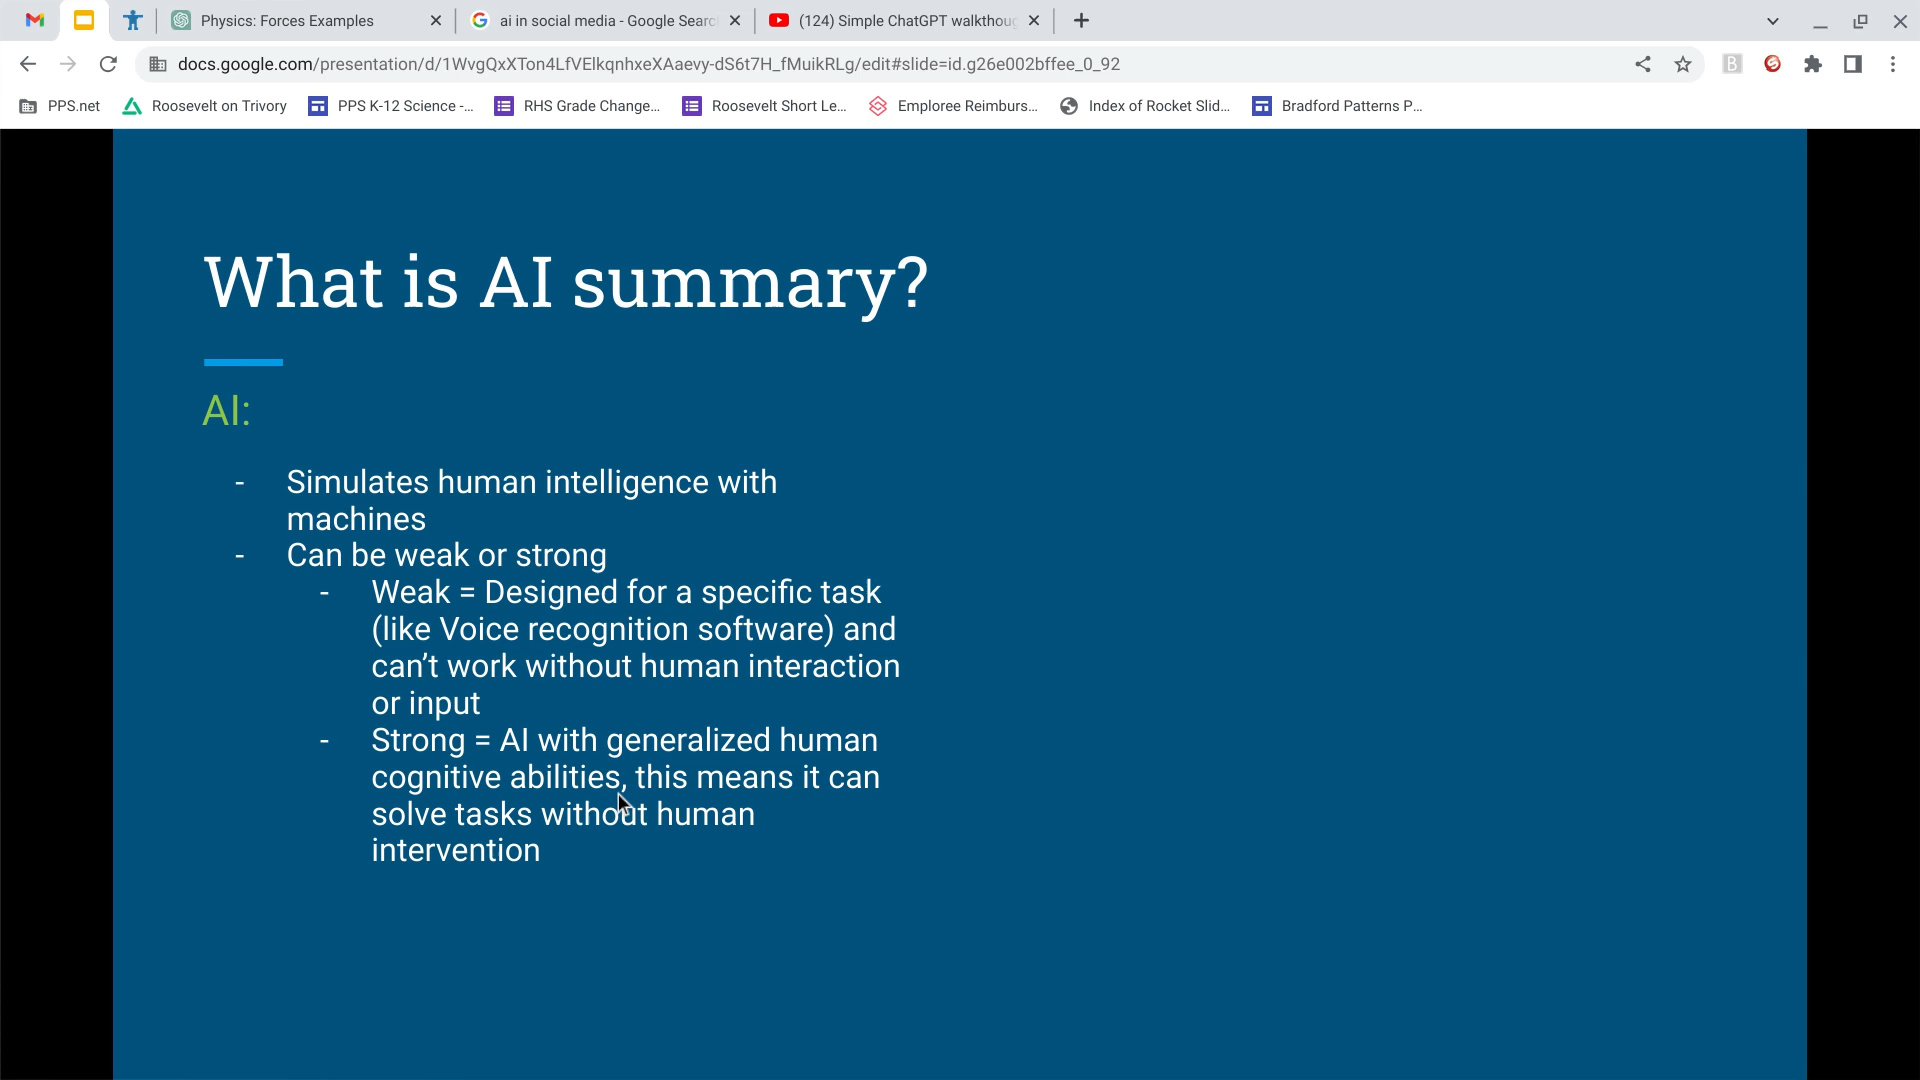 Physics: Forces Examples
ai in social media - Google Searc
(124) Simple ChatGPT walkthoug
docs.google.com/presentation/d/1WvgQxXTon4LfVElkqnhxeXAaevy-dS6t7H_fMuikRLg/edit#slide=id.g26e002bffee_0_92
PPS.net
Roosevelt on Trivory
PPS K-12 Science -...
RHS Grade Change...
Roosevelt Short Le...
Emploree Reimburs...
Index of Rocket Slid...
Bradford Patterns P...
What is AI summary?
AI:
- Simulates human intelligence with
machines
- Can be weak or strong
- Weak = Designed for a specific task
(like Voice recognition software) and
can’t work without human interaction
or input
- Strong = AI with generalized human
cognitive abilities, this means it can
solve tasks without human
intervention